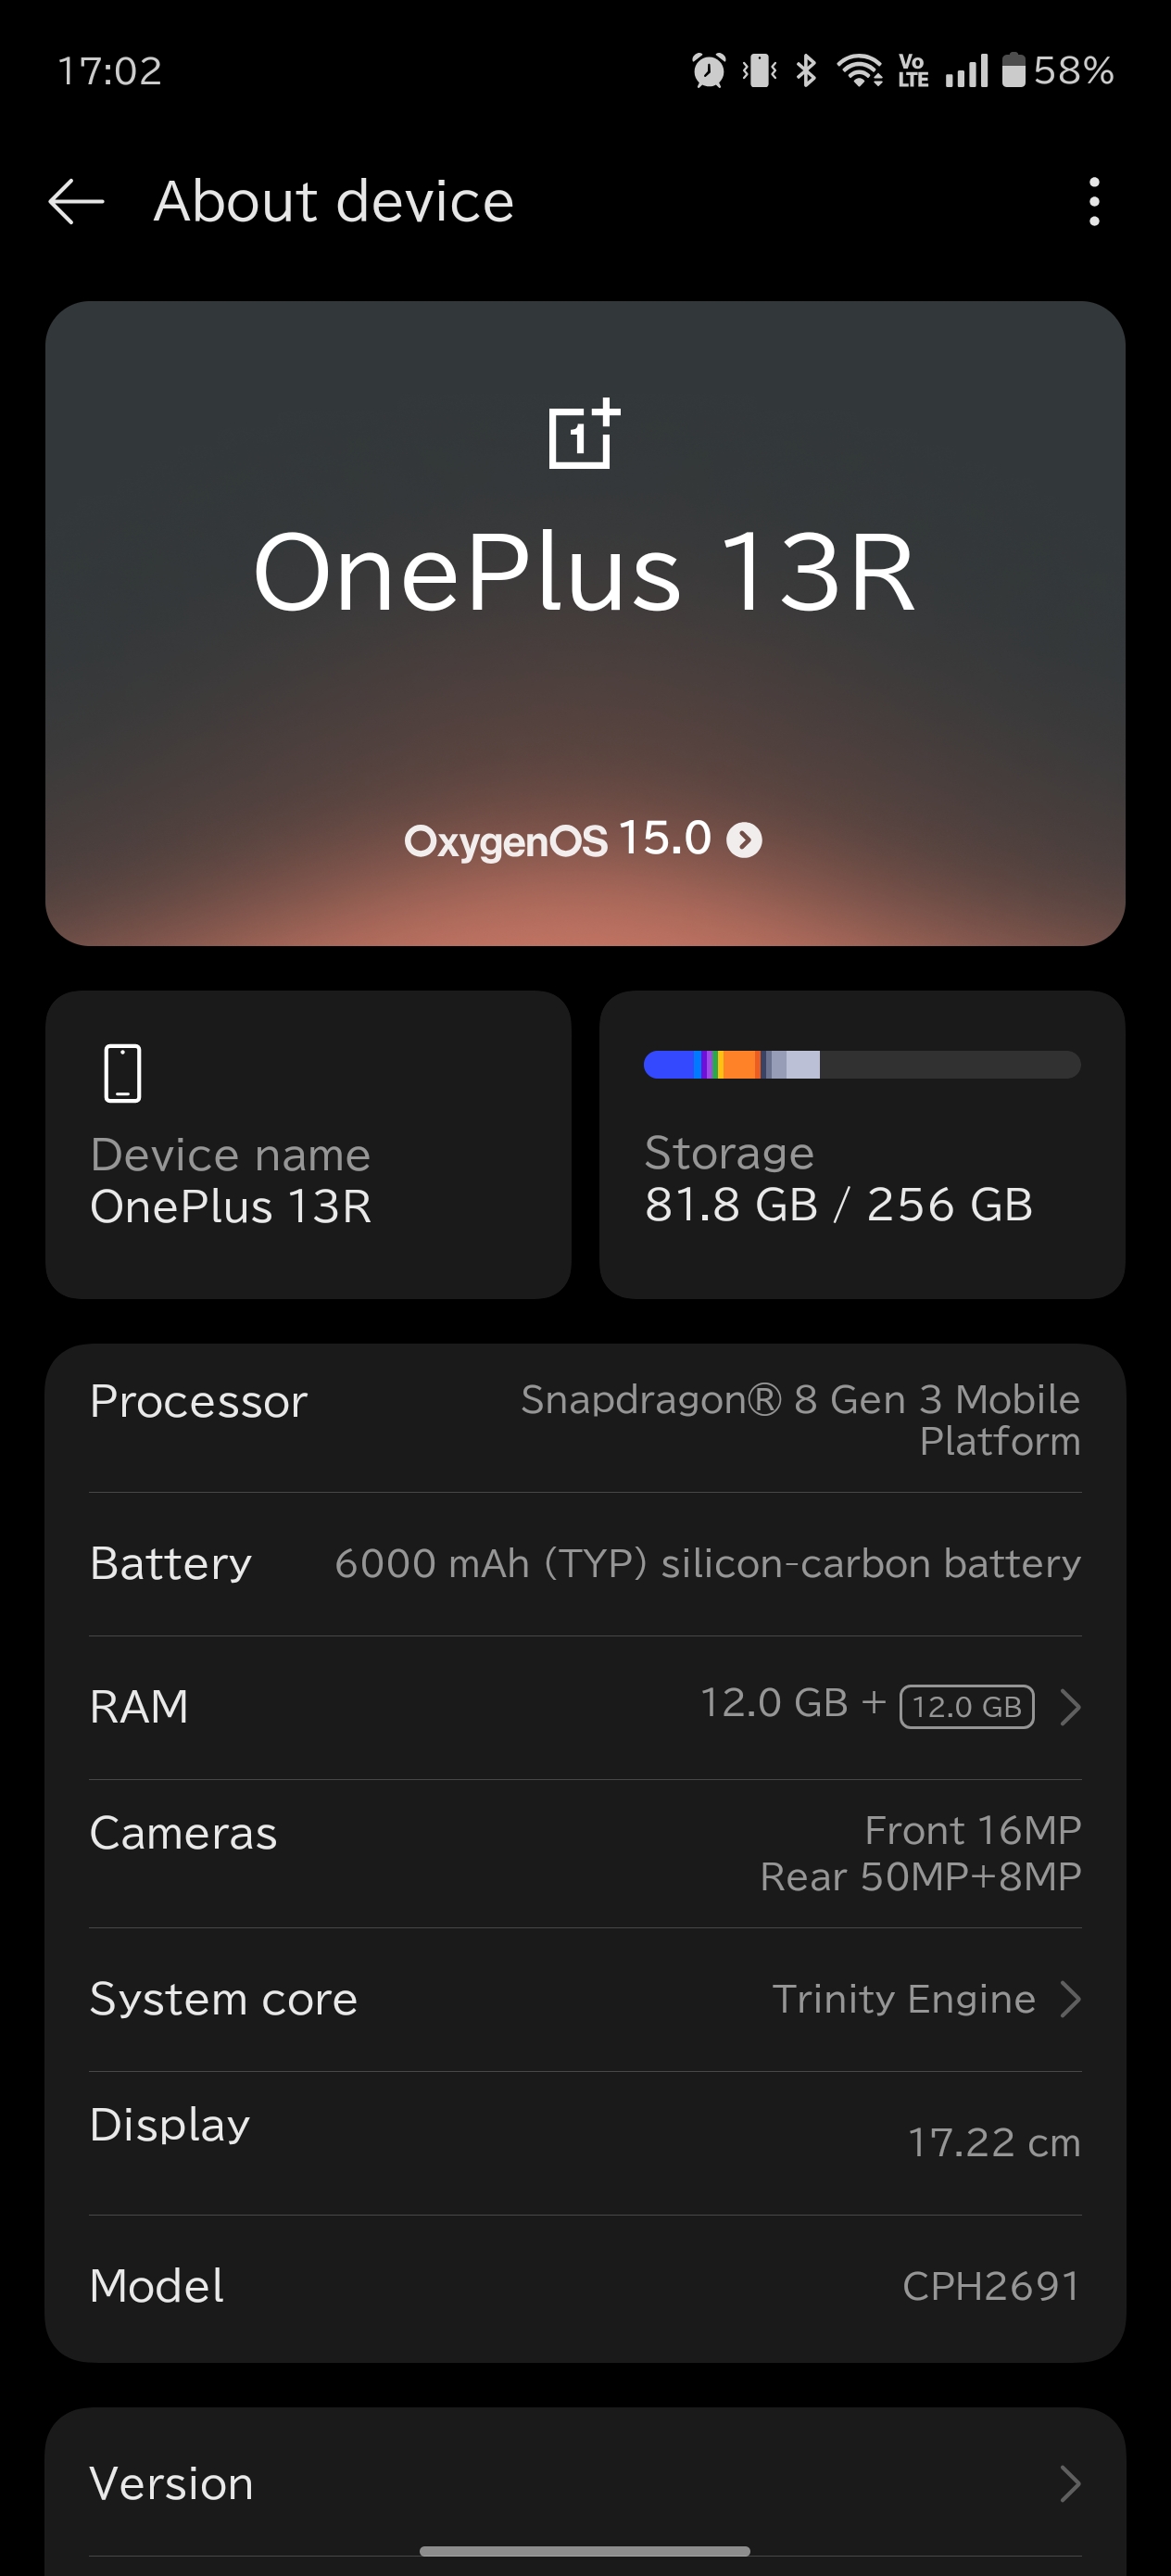 17:02
Vo LTE 58%
About device
1
OnePlus 13R
OxygenOS 15.0
Device name
OnePlus 13R
Storage
81.8 GB / 256 GB
Processor
Snapdragon® 8 Gen 3 Mobile
Platform
Battery
6000 mAh (TYP) silicon-carbon battery
RAM
12.0 GB + 12.0 GB
Cameras
Front 16MP
Rear 50MP+8MP
System core
Trinity Engine
Display
17.22 cm
Model
CPH2691
Version